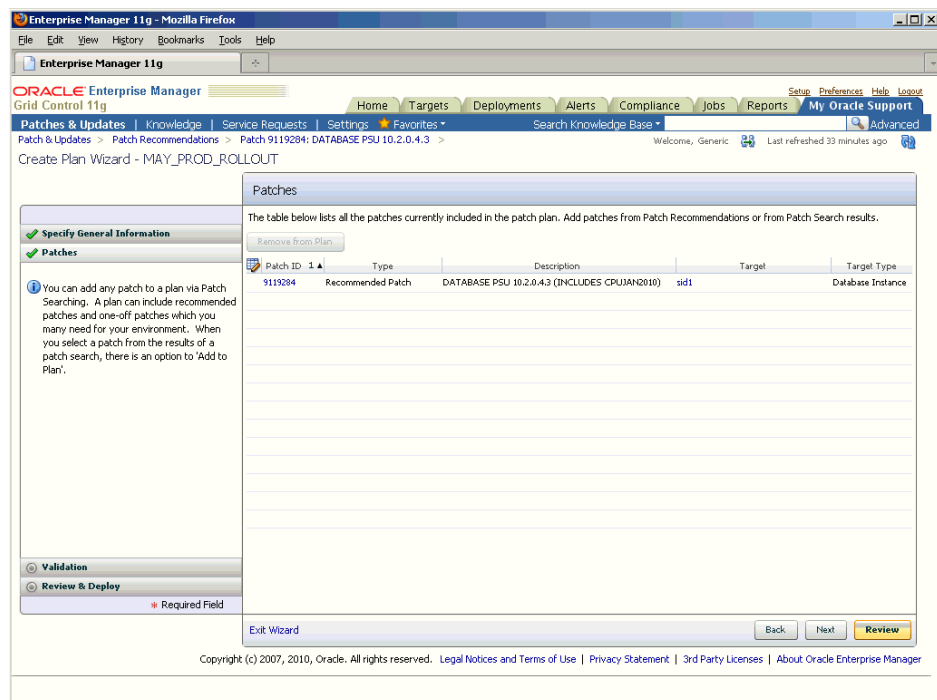 Enterprise Manager 11g - Mozilla Firefox
File Edit View History Bookmarks Tools Help
Enterprise Manager 11g
ORACLE Enterprise Manager
Grid Control 11g
Setup Preferences Help Logout
Home Targets Deployments Alerts Compliance Jobs Reports My Oracle Support
Patches & Updates | Knowledge | Service Requests | Settings Favorites Search Knowledge Base Advanced
Patch & Updates > Patch Recommendations > Patch 9119284: DATABASE PSU 10.2.0.4.3 >
Welcome, Generic Last refreshed 33 minutes ago
Create Plan Wizard - MAY_PROD_ROLLOUT
Specify General Information
Patches
You can add any patch to a plan via Patch
Searching. A plan can include recommended
patches and one-off patches which you
many need for your environment. When
you select a patch from the results of a
patch search, there is an option to 'Add to
Plan'.
Validation
Review & Deploy
* Required Field
Patches
The table below lists all the patches currently included in the patch plan. Add patches from Patch Recommendations or from Patch Search results.
Remove from Plan
Patch ID 1 Type Description Target Target Type
9119284 Recommended Patch DATABASE PSU 10.2.0.4.3 (INCLUDES CPUJAN2010) sid1 Database Instance
Exit Wizard Back Next Review
Copyright (c) 2007, 2010, Oracle. All rights reserved. Legal Notices and Terms of Use | Privacy Statement | 3rd Party Licenses | About Oracle Enterprise Manager